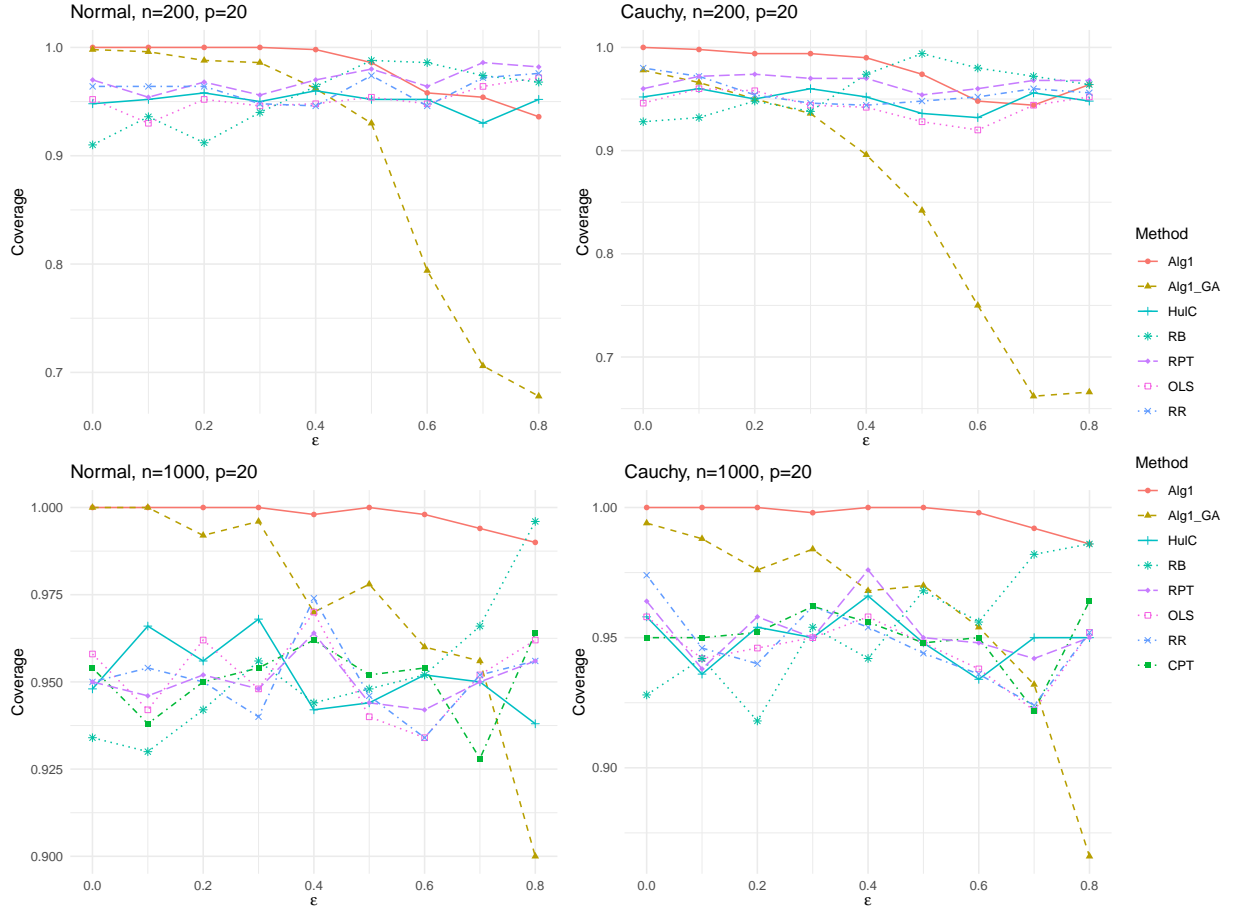 Normal, n=200, p=20
Coverage
1.0
0.9
0.8
0.7
0.0 0.2 0.4 0.6 0.8
ε
Cauchy, n=200, p=20
Coverage
1.0
0.9
0.8
0.7
0.0 0.2 0.4 0.6 0.8
ε
Method
Alg1
Alg1_GA
HulC
RB
RPT
OLS
RR
Normal, n=1000, p=20
Coverage
1.000
0.975
0.950
0.925
0.900
0.0 0.2 0.4 0.6 0.8
ε
Cauchy, n=1000, p=20
Coverage
1.00
0.95
0.90
0.0 0.2 0.4 0.6 0.8
ε
Method
Alg1
Alg1_GA
HulC
RB
RPT
OLS
RR
CPT